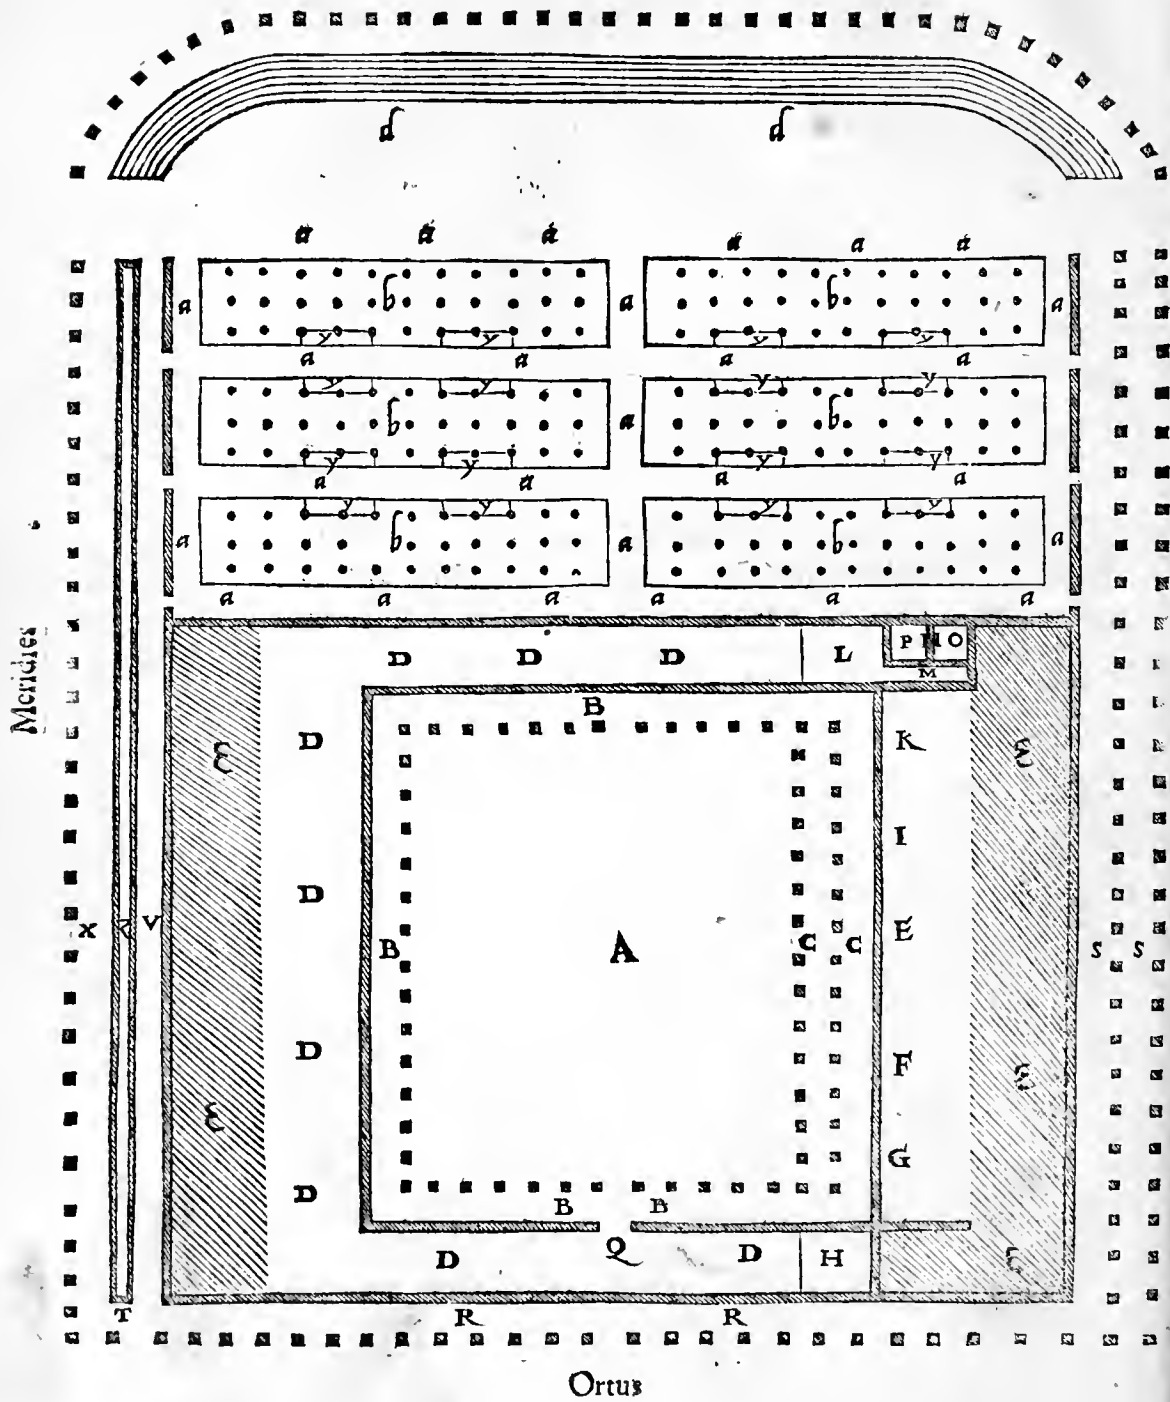 d d
a a a a a a
a b a b a
y y y y
a a a a
y y y y
b a b
y y y y
a a a a
y y y y
a b a b a
a a a a a a
D D D L P N O
M
B
D K
Ɛ Ɛ
Meridies
I
D
X Z V B A C C E S S
D F
Ɛ Ɛ
G
D
B B
D Q D H Ɛ
T R R
Ortus